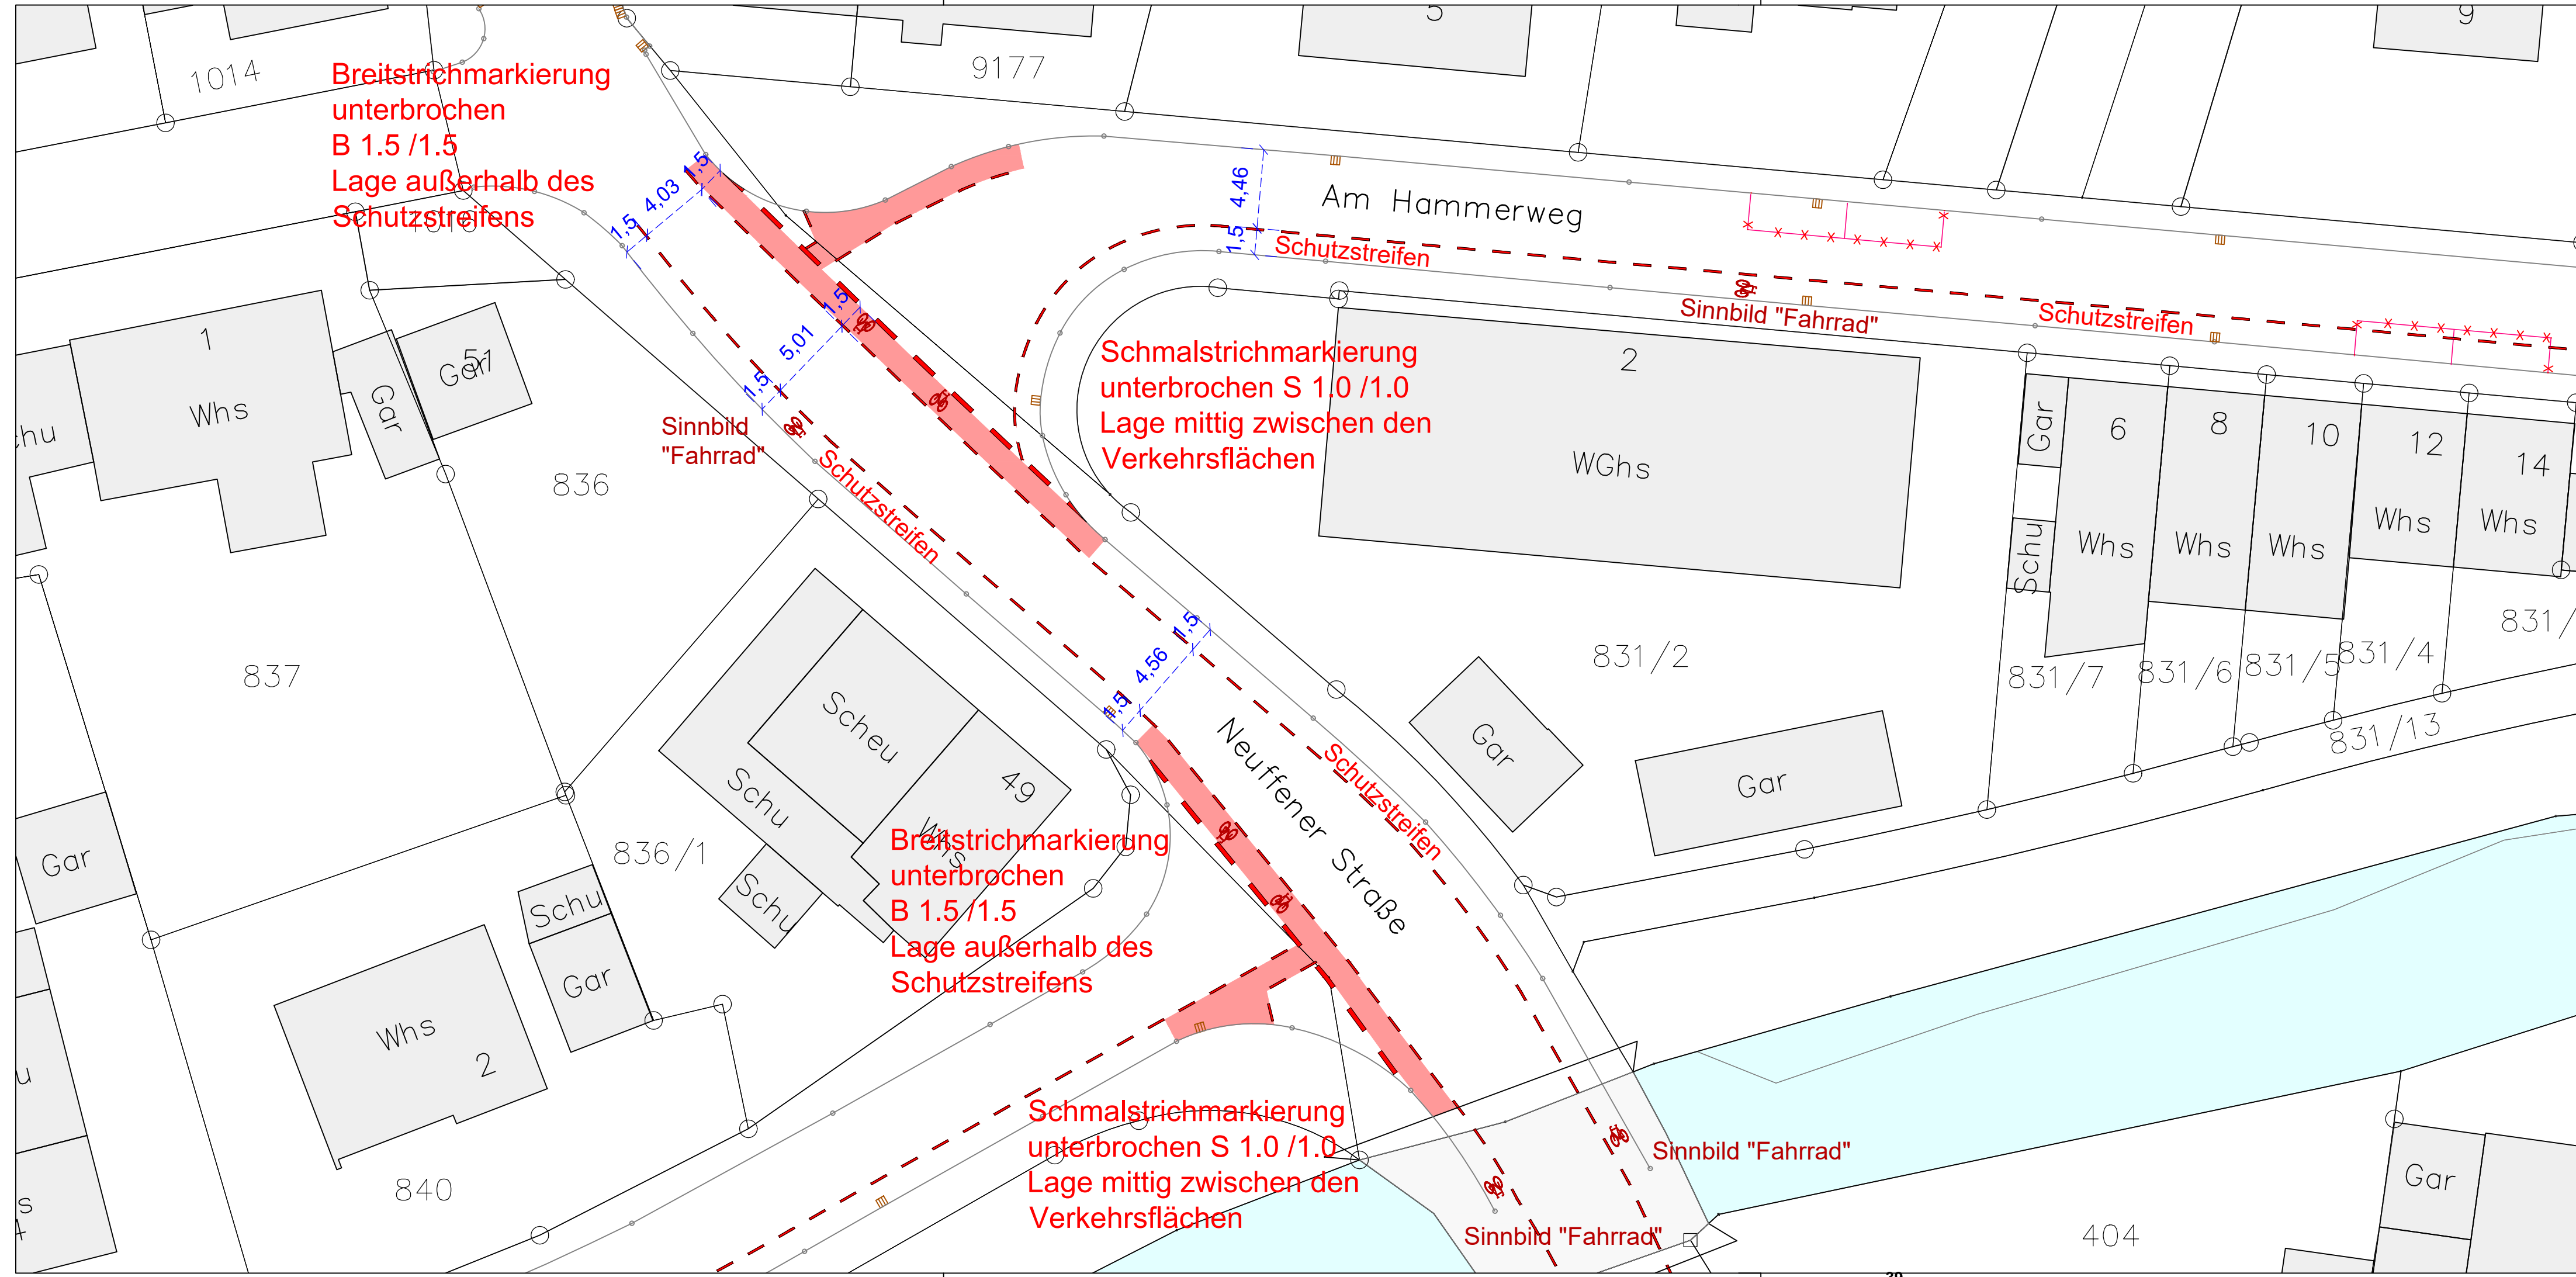 5
9
1014
9177
Breitstrichmarkierung
unterbrochen
B 1.5 /1.5
Lage außerhalb des
Schutzstreifens
1,5
4,03
1,5
4,46
1,5
Am Hammerweg
Schutzstreifen
Sinnbild "Fahrrad"
Schutzstreifen
1
Whs
Gar
Gar
51
chu
1,5
5,01
1,5
Sinnbild
"Fahrrad"
Schutzstreifen
Schmalstrichmarkierung
unterbrochen S 1.0 /1.0
Lage mittig zwischen den
Verkehrsflächen
2
WGhs
Gar
Schu
6
Whs
8
Whs
10
Whs
12
Whs
14
Whs
836
837
831/2
831/7
831/6
831/5
831/4
831/
831/13
1,5
4,56
1,5
Neuffener Straße
Schutzstreifen
Scheu
Schu
49
Whs
Schu
Gar
Gar
Gar
836/1
Schu
Gar
Breitstrichmarkierung
unterbrochen
B 1.5 /1.5
Lage außerhalb des
Schutzstreifens
Whs
2
u
s
840
Schmalstrichmarkierung
unterbrochen S 1.0 /1.0
Lage mittig zwischen den
Verkehrsflächen
Sinnbild "Fahrrad"
Sinnbild "Fahrrad"
404
Gar